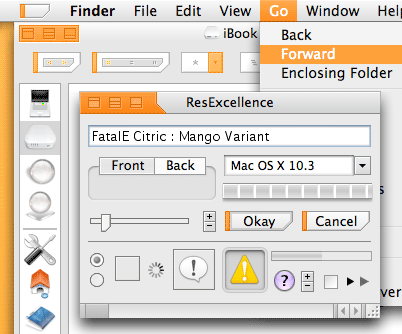 Finder File Edit View Go Window Help
iBook
Back
Forward
Enclosing Folder
ResExcellence
FatalE Citric : Mango Variant
Front Back
Mac OS X 10.3
Okay Cancel
?